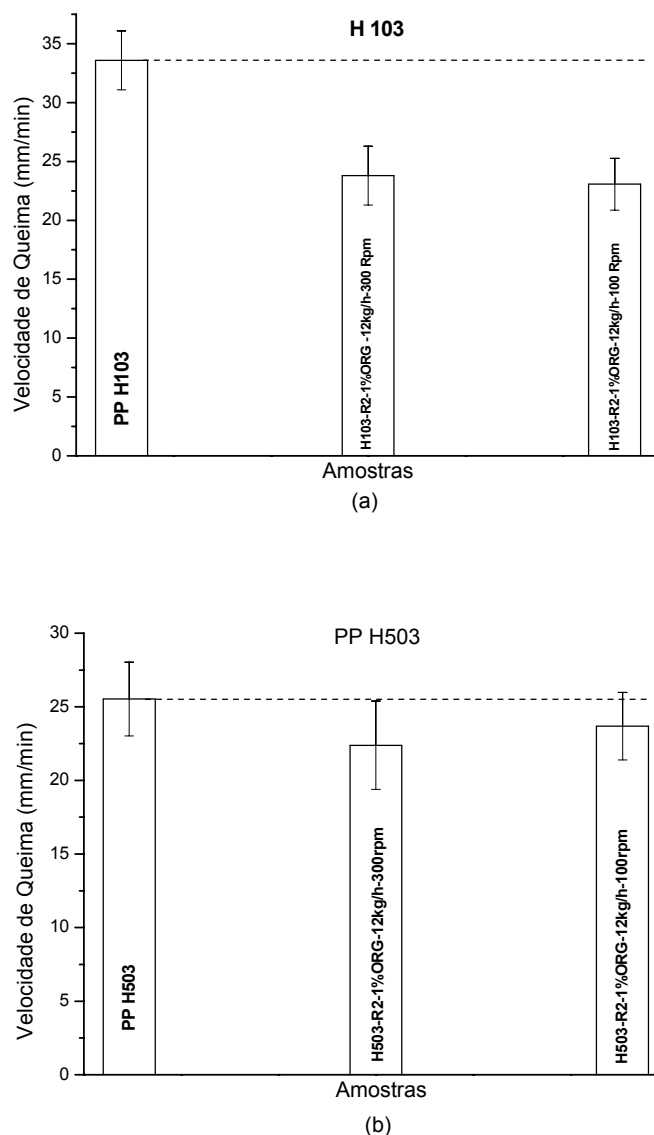 H 103
Velocidade de Queima (mm/min)
35
30
25
20
15
10
5
0
PP H103
H103-R2-1%ORG -12kg/h-300 Rpm
H103-R2-1%ORG-12kg/h-100 Rpm
Amostras
(a)
PP H503
Velocidade de Queima (mm/min)
30
25
20
15
10
5
0
PP H503
H503-R2-1%ORG-12kg/h-300rpm
H503-R2-1%ORG-12kg/h-100rpm
Amostras
(b)